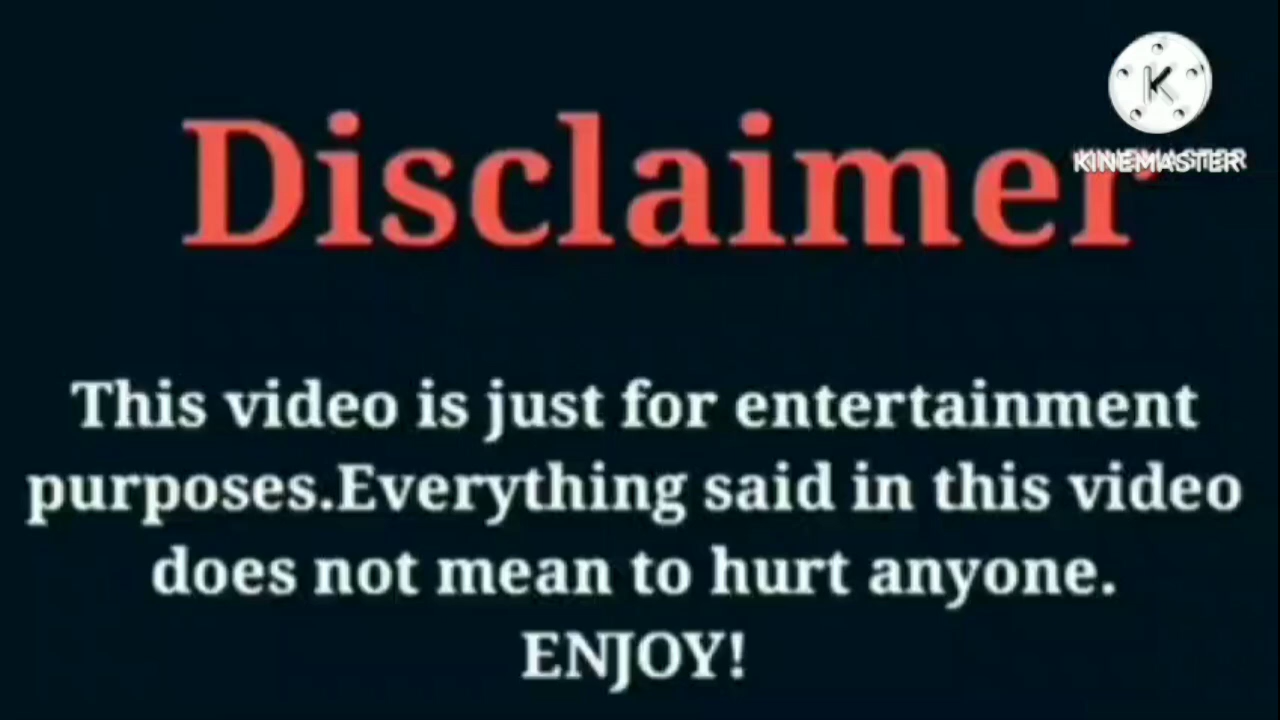 K
KINEMASTER
Disclaimer
This video is just for entertainment
purposes.Everything said in this video
does not mean to hurt anyone.
ENJOY!